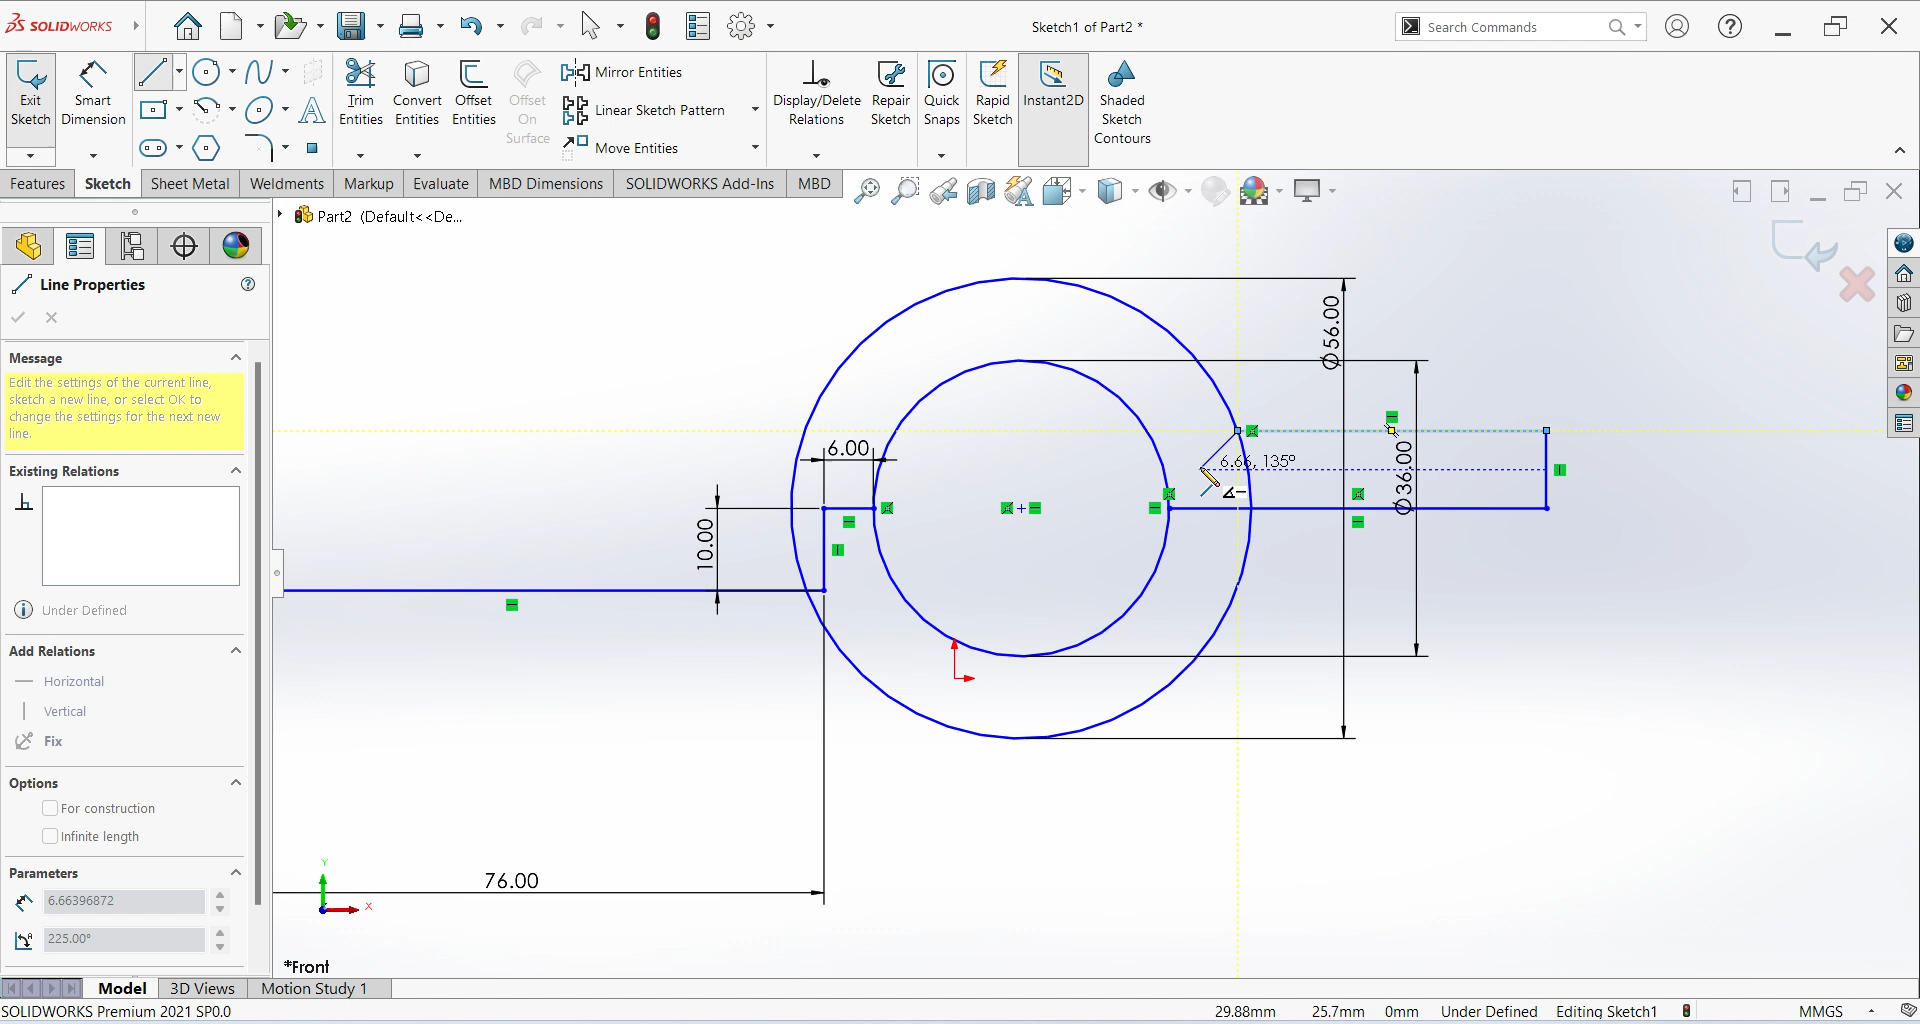 SOLIDWORKS
Sketch1 of Part2 *
Search Commands
Exit Sketch
Smart Dimension
Trim Entities
Convert Entities
Offset Entities
Offset On Surface
Mirror Entities
Linear Sketch Pattern
Move Entities
Display/Delete Relations
Repair Sketch
Quick Snaps
Rapid Sketch
Instant2D
Shaded Sketch Contours
Features
Sketch
Sheet Metal
Weldments
Markup
Evaluate
MBD Dimensions
SOLIDWORKS Add-Ins
MBD
Part2 (Default<<De...
Line Properties
Message
Edit the settings of the current line,
sketch a new line, or select OK to
change the settings for the next new
line.
Existing Relations
Under Defined
Add Relations
Horizontal
Vertical
Fix
Options
For construction
Infinite length
Parameters
6.66396872
225.00°
Ø56.00
6.00
6.66, 135°
Ø36.00
10.00
76.00
Y
X
*Front
Model
3D Views
Motion Study 1
SOLIDWORKS Premium 2021 SP0.0
29.88mm
25.7mm
0mm
Under Defined
Editing Sketch1
MMGS